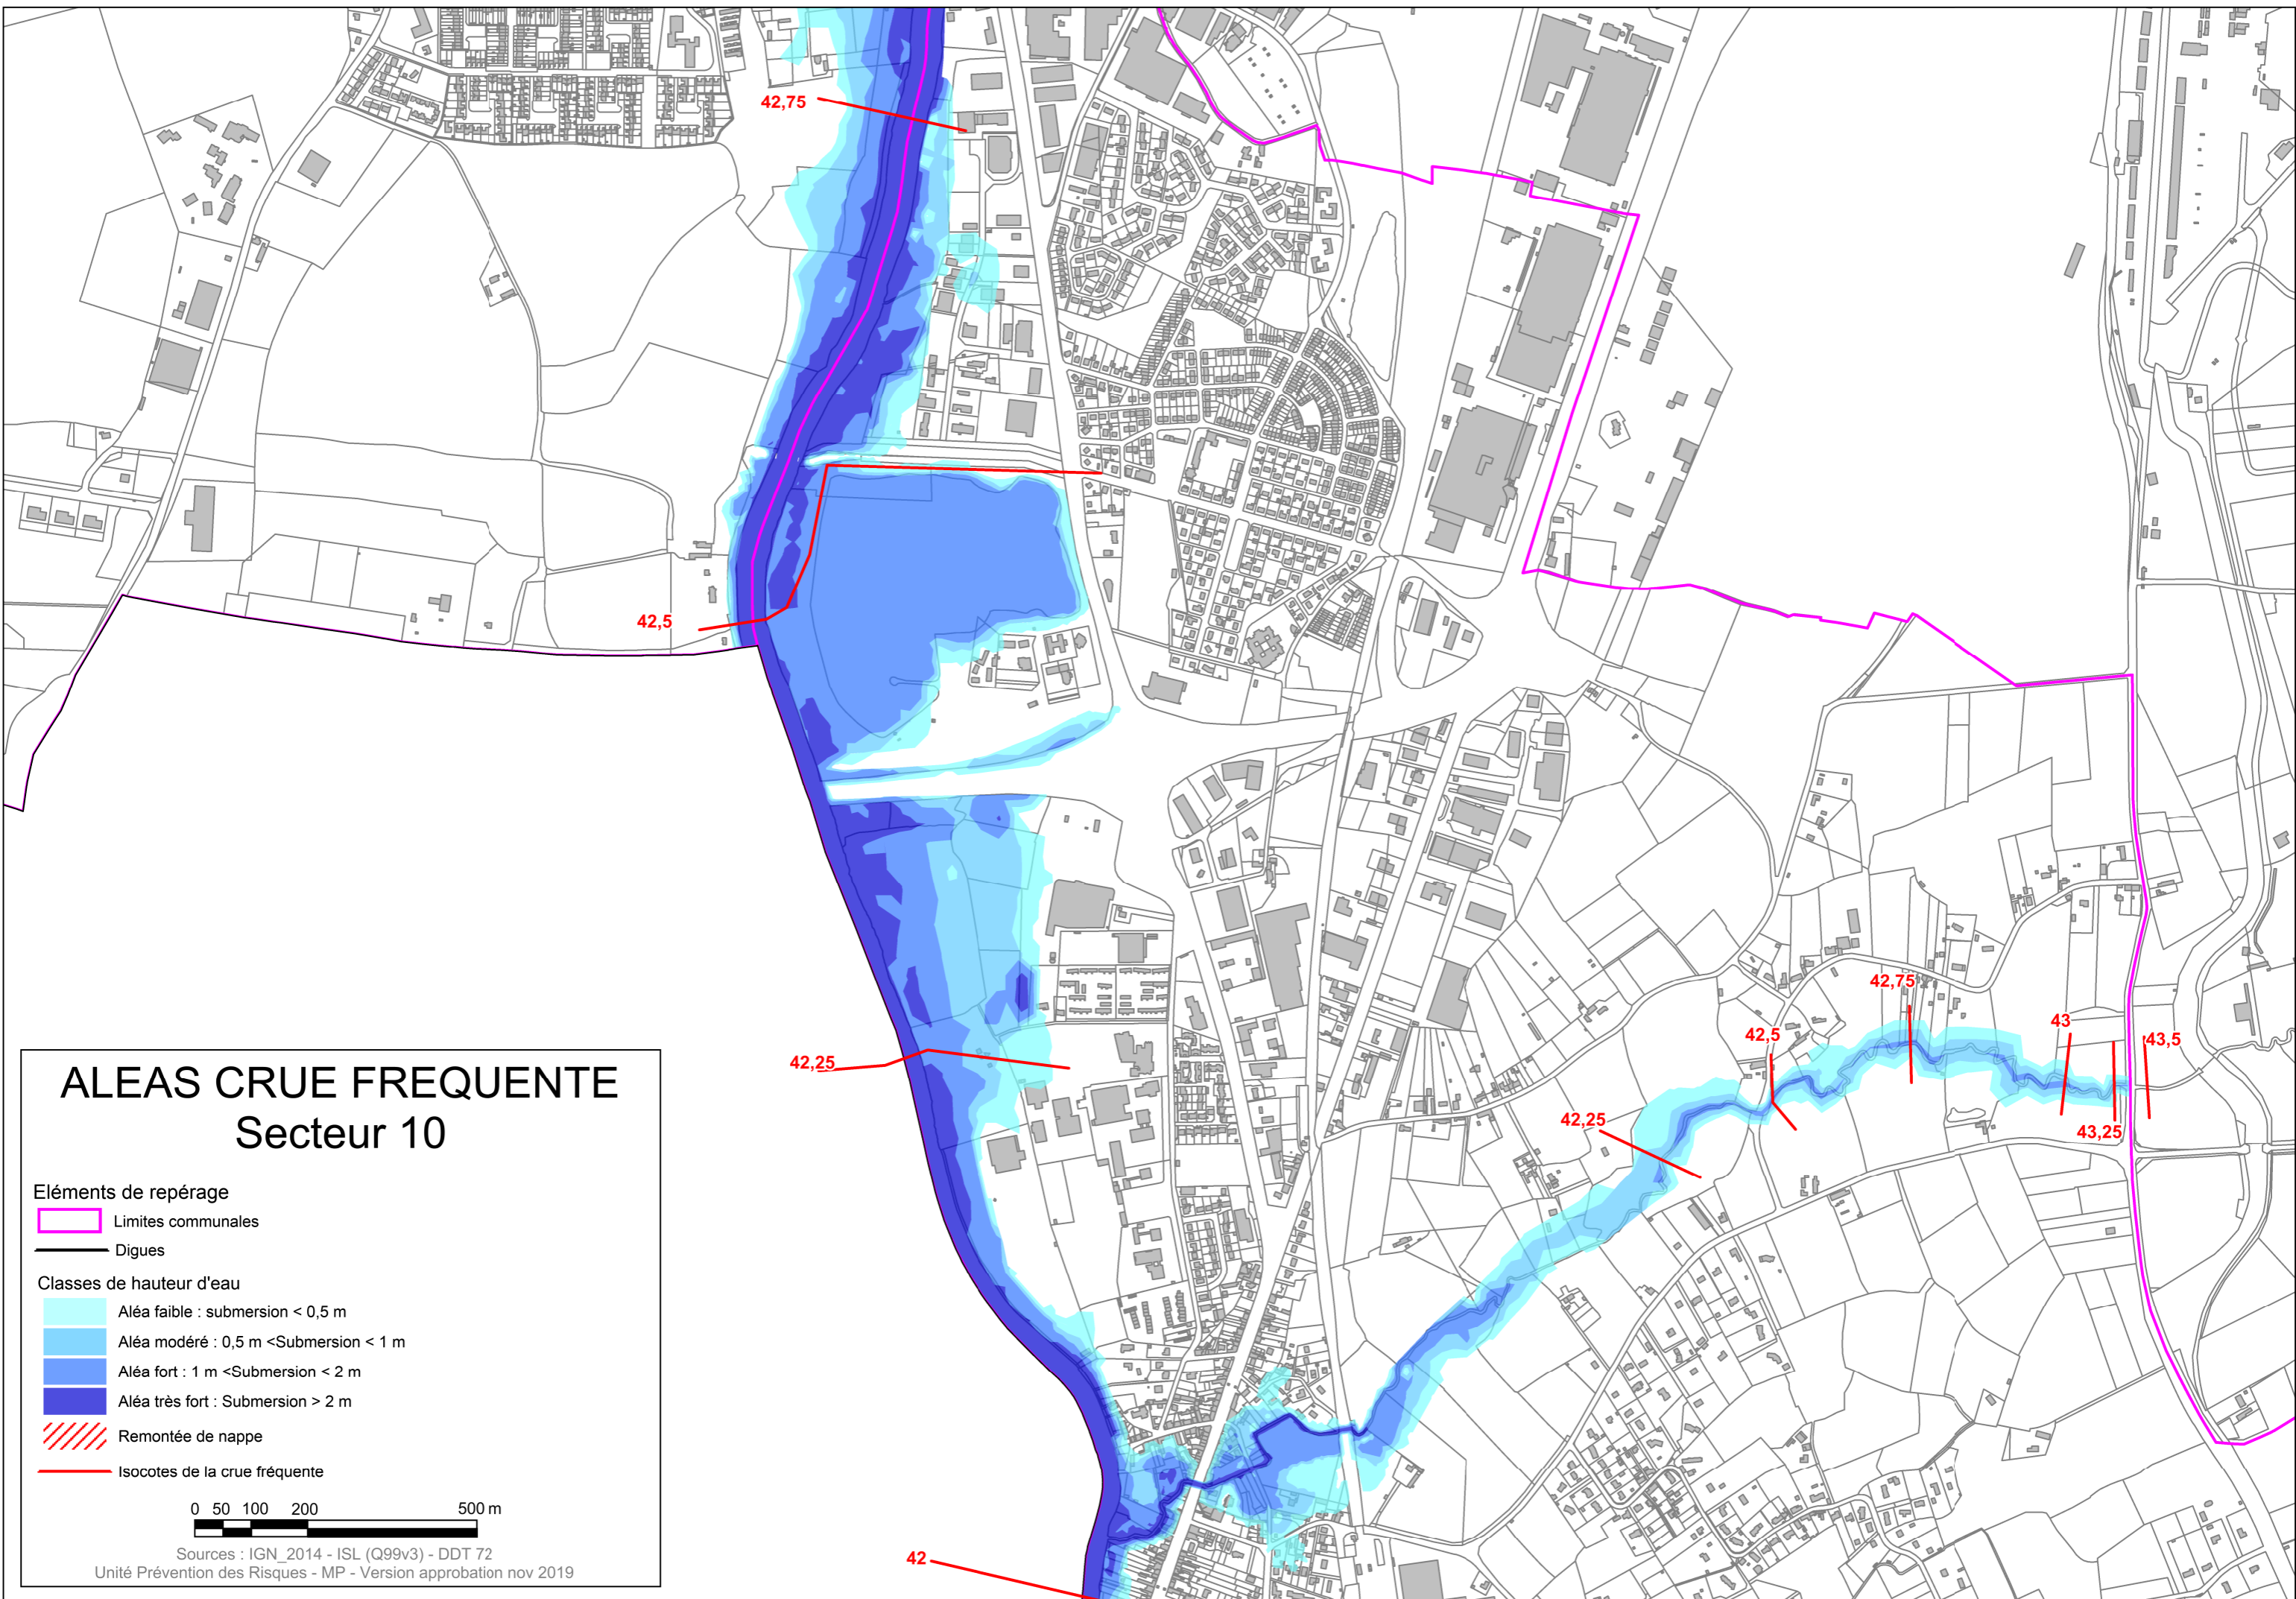 42,75
42,5
42,75
43
42,5
43,5
42,25
42,25
43,25
42
ALEAS CRUE FREQUENTE
Secteur 10
Eléments de repérage
Limites communales
Digues
Classes de hauteur d'eau
Aléa faible : submersion < 0,5 m
Aléa modéré : 0,5 m <Submersion < 1 m
Aléa fort : 1 m <Submersion < 2 m
Aléa très fort : Submersion > 2 m
Remontée de nappe
Isocotes de la crue fréquente
0 50 100 200 500 m
Sources : IGN_2014 - ISL (Q99v3) - DDT 72
Unité Prévention des Risques - MP - Version approbation nov 2019